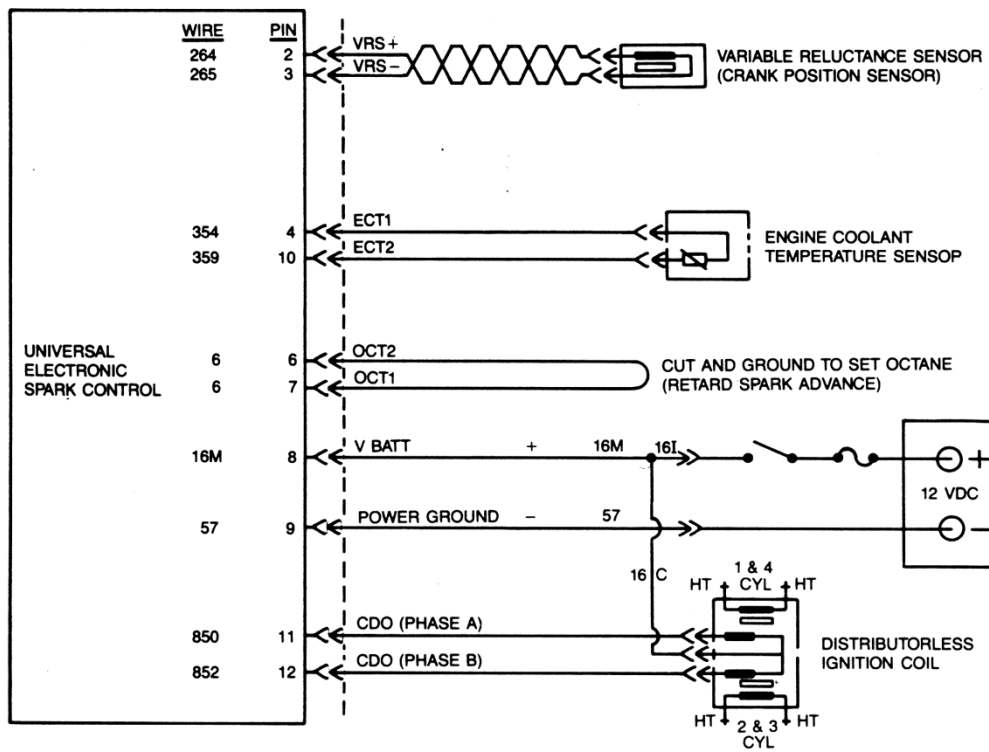 WIRE PIN
264 2 VRS+
265 3 VRS-
VARIABLE RELUCTANCE SENSOR
(CRANK POSITION SENSOR)
354 4 ECT1
359 10 ECT2
ENGINE COOLANT
TEMPERATURE SENSOP
UNIVERSAL
ELECTRONIC
SPARK CONTROL
6 6 OCT2
6 7 OCT1
CUT AND GROUND TO SET OCTANE
(RETARD SPARK ADVANCE)
16M 8 V BATT + 16M 16I
+
12 VDC
-
57 9 POWER GROUND - 57
16 C
1 & 4
HT CYL HT
850 11 CDO (PHASE A)
852 12 CDO (PHASE B)
DISTRIBUTORLESS
IGNITION COIL
HT 2 & 3 HT
CYL